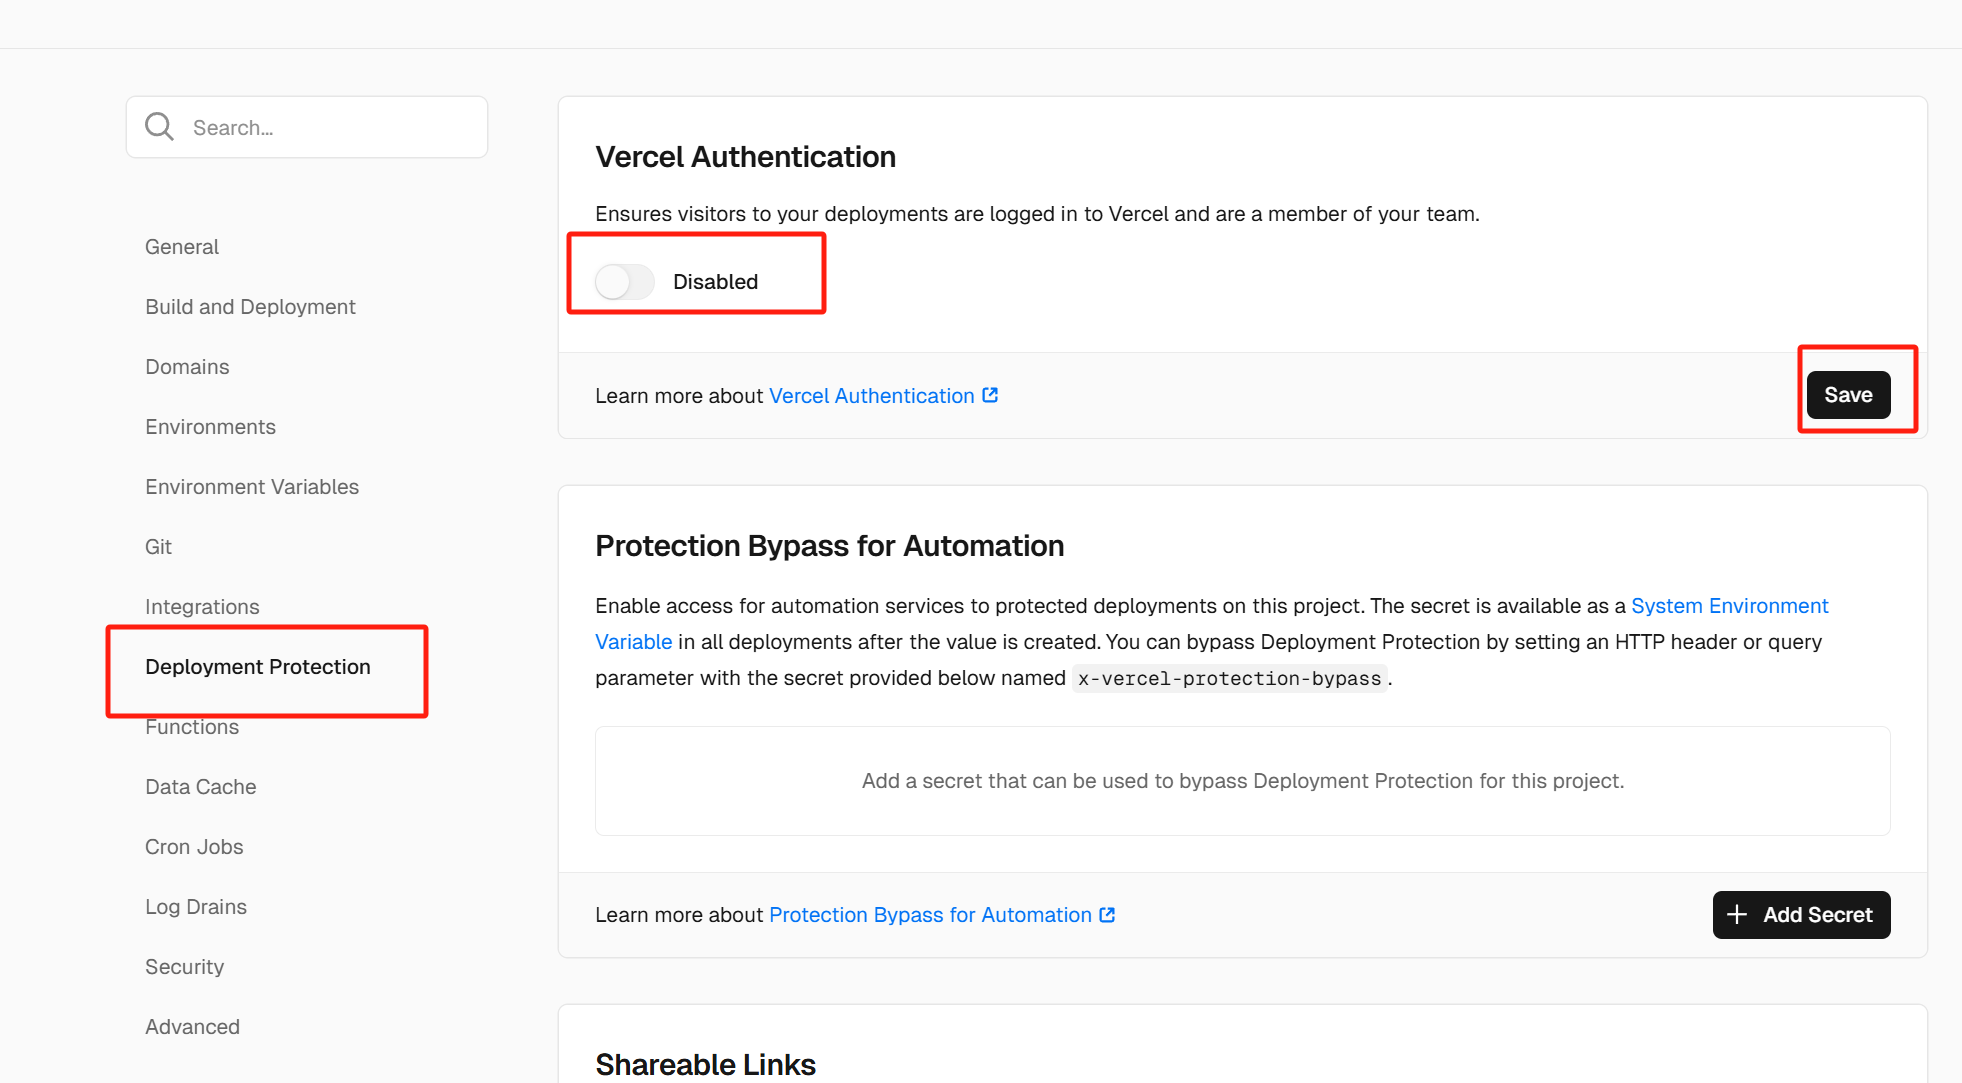 Search...
General
Build and Deployment
Domains
Environments
Environment Variables
Git
Integrations
Deployment Protection
Functions
Data Cache
Cron Jobs
Log Drains
Security
Advanced
Vercel Authentication
Ensures visitors to your deployments are logged in to Vercel and are a member of your team.
Disabled
Learn more about Vercel Authentication
Save
Protection Bypass for Automation
Enable access for automation services to protected deployments on this project. The secret is available as a System Environment
Variable in all deployments after the value is created. You can bypass Deployment Protection by setting an HTTP header or query
parameter with the secret provided below named x-vercel-protection-bypass.
Add a secret that can be used to bypass Deployment Protection for this project.
Learn more about Protection Bypass for Automation
Add Secret
Shareable Links